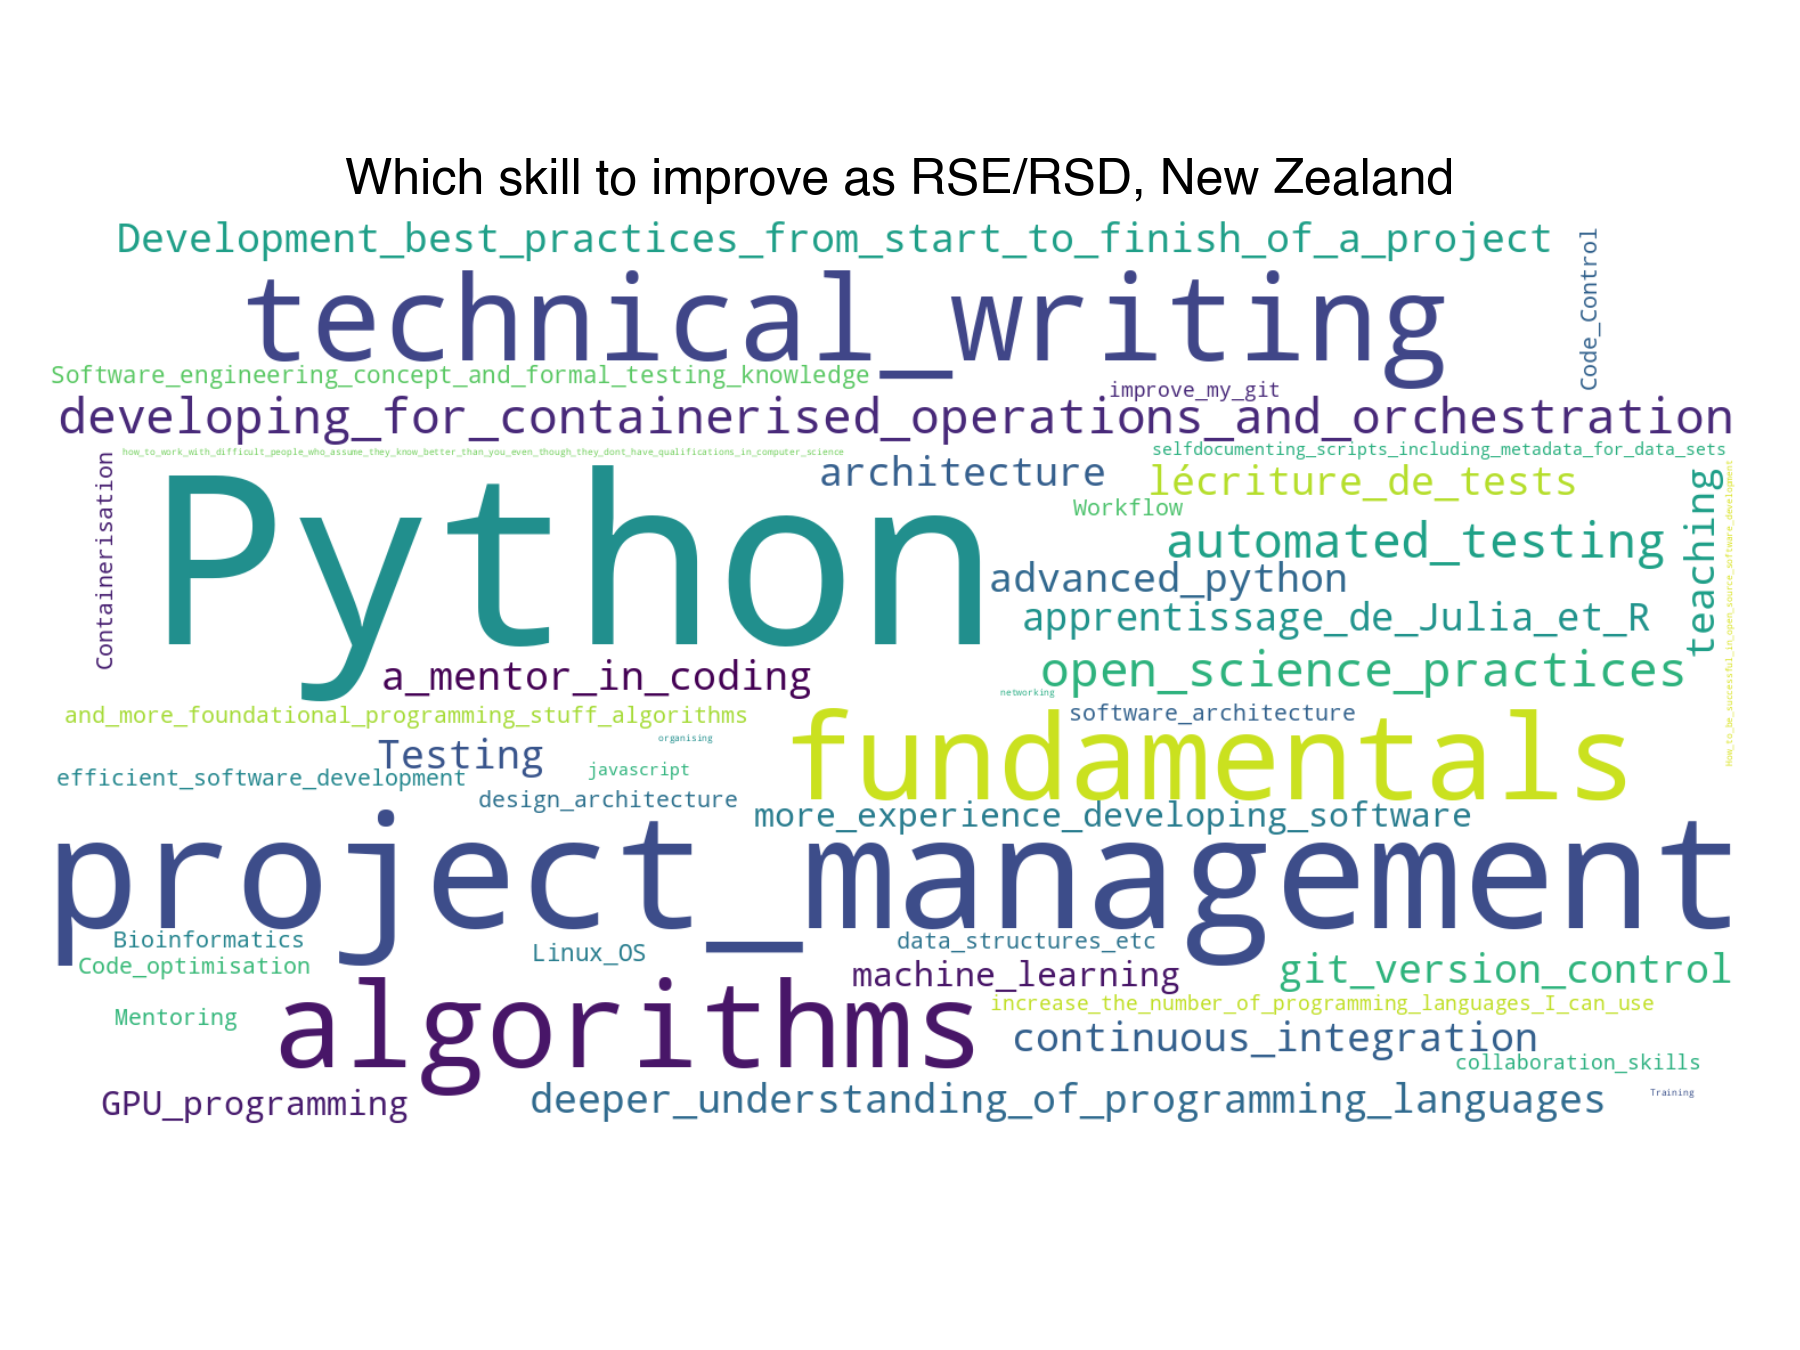 Which skill to improve as RSE/RSD, New Zealand
Development_best_practices_from_start_to_finish_of_a_project
Code_Control
technical_writing
Software_engineering_concept_and_formal_testing_knowledge
improve_my_git
developing_for_containerised_operations_and_orchestration
how_to_work_with_difficult_people_who_assume_they_know_better_than_you_even_though_they_dont_have_qualifications_in_computer_science
selfdocumenting_scripts_including_metadata_for_data_sets
Containerisation
Python
architecture
lécriture_de_tests
teaching
How_to_be_successful_in_open_source_software_development
Workflow
automated_testing
advanced_python
apprentissage_de_Julia_et_R
a_mentor_in_coding
open_science_practices
networking
and_more_foundational_programming_stuff_algorithms
software_architecture
organising
fundamentals
Testing
javascript
efficient_software_development
design_architecture
more_experience_developing_software
project_management
Bioinformatics
Linux_OS
data_structures_etc
Code_optimisation
machine_learning
git_version_control
algorithms
increase_the_number_of_programming_languages_I_can_use
Mentoring
continuous_integration
collaboration_skills
GPU_programming
deeper_understanding_of_programming_languages
Training